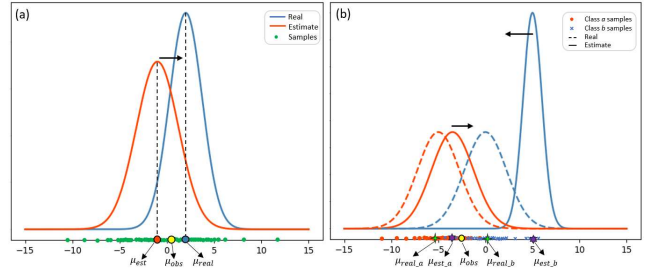 (a)
Real
Estimate
Samples
−15 −10 −5 0 5 10 15
μest μobs μreal
(b)
Class a samples
Class b samples
Real
Estimate
−15 −10 −5 0 5 10 15
μreal_a μest_a μobs μreal_b μest_b